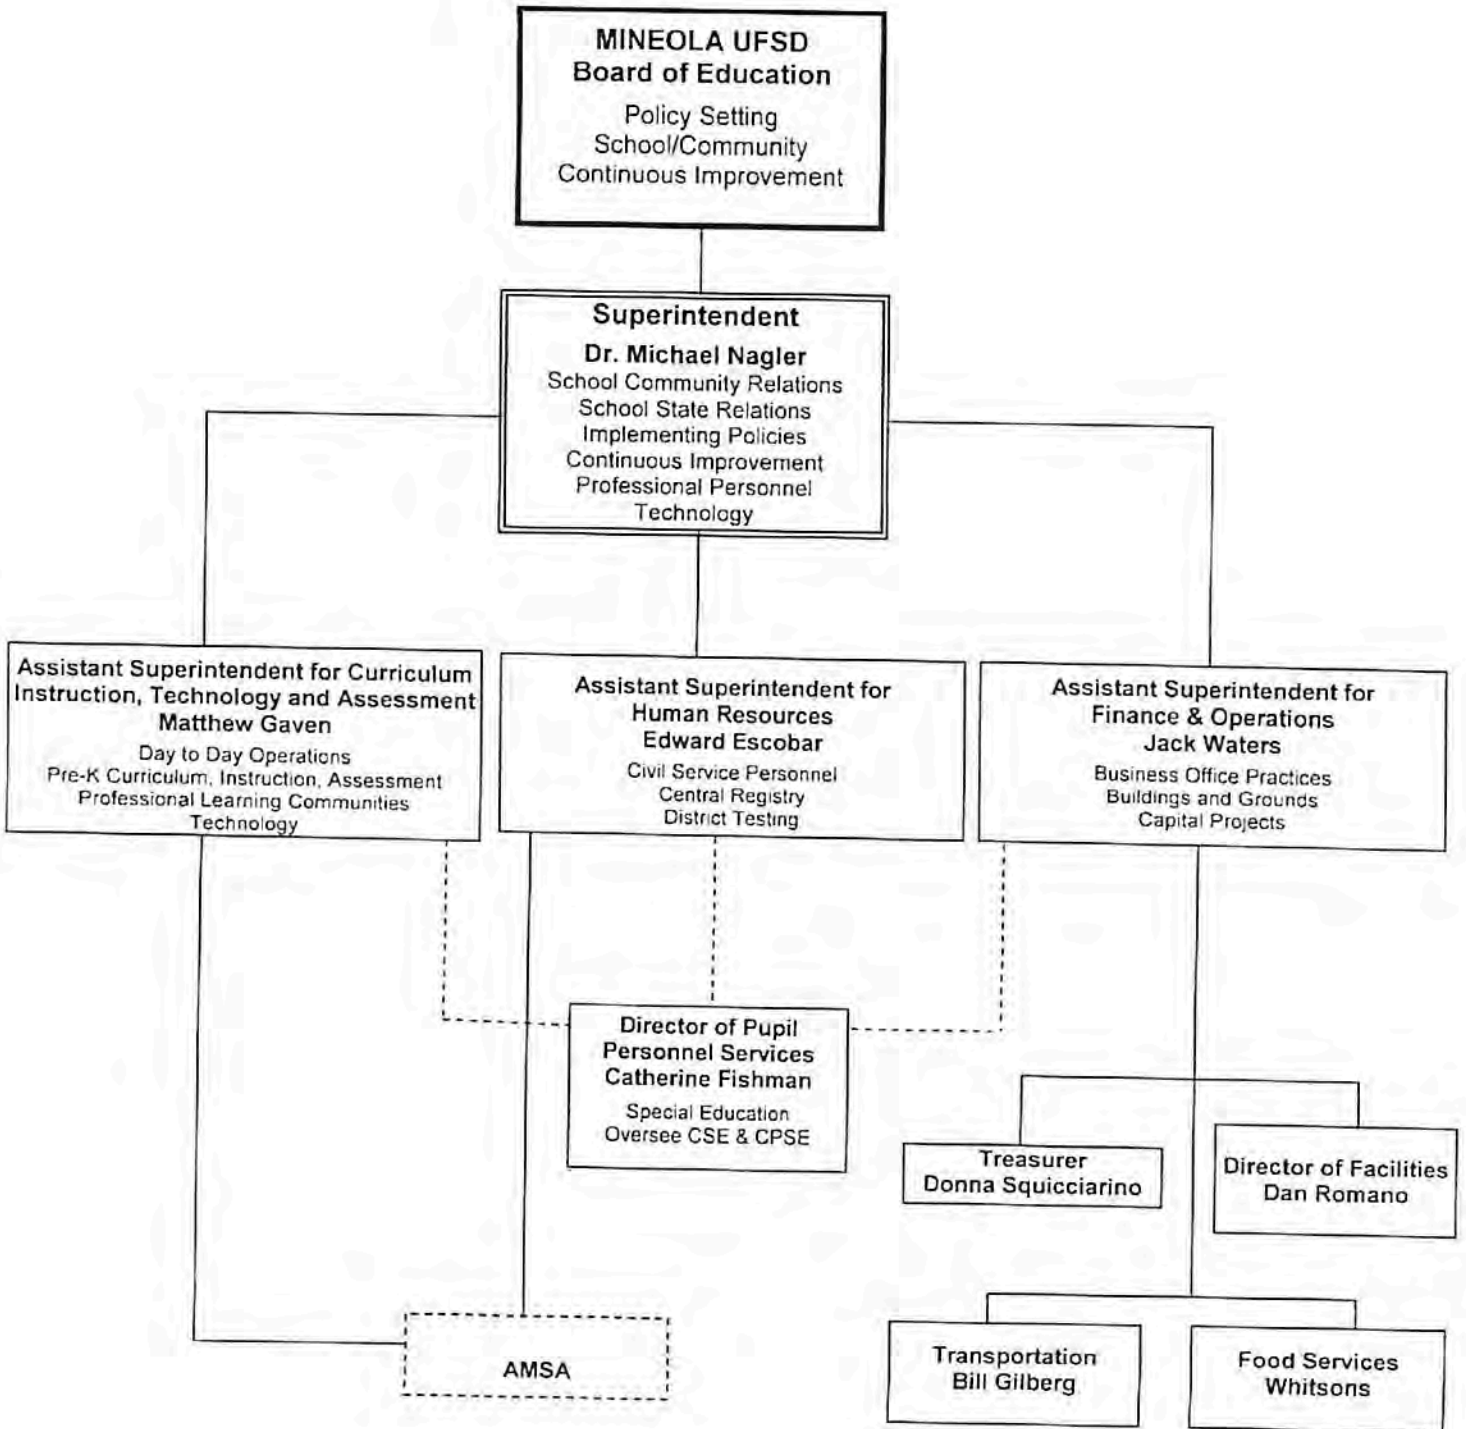 MINEOLA UFSD
Board of Education
Policy Setting
School/Community
Continuous Improvement
Superintendent
Dr. Michael Nagler
School Community Relations
School State Relations
Implementing Policies
Continuous Improvement
Professional Personnel
Technology
Assistant Superintendent for Curriculum
Instruction, Technology and Assessment
Matthew Gaven
Day to Day Operations
Pre-K Curriculum, Instruction, Assessment
Professional Learning Communities
Technology
Assistant Superintendent for
Human Resources
Edward Escobar
Civil Service Personnel
Central Registry
District Testing
Assistant Superintendent for
Finance & Operations
Jack Waters
Business Office Practices
Buildings and Grounds
Capital Projects
Director of Pupil
Personnel Services
Catherine Fishman
Special Education
Oversee CSE & CPSE
Treasurer
Donna Squicciarino
Director of Facilities
Dan Romano
AMSA
Transportation
Bill Gilberg
Food Services
Whitsons